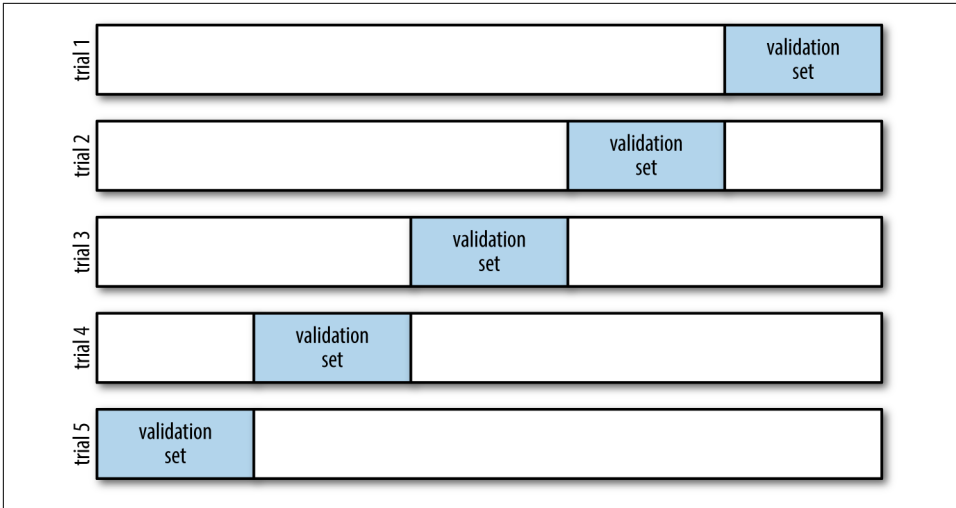 trial 1
validation
set
trial 2
validation
set
trial 3
validation
set
trial 4
validation
set
trial 5
validation
set